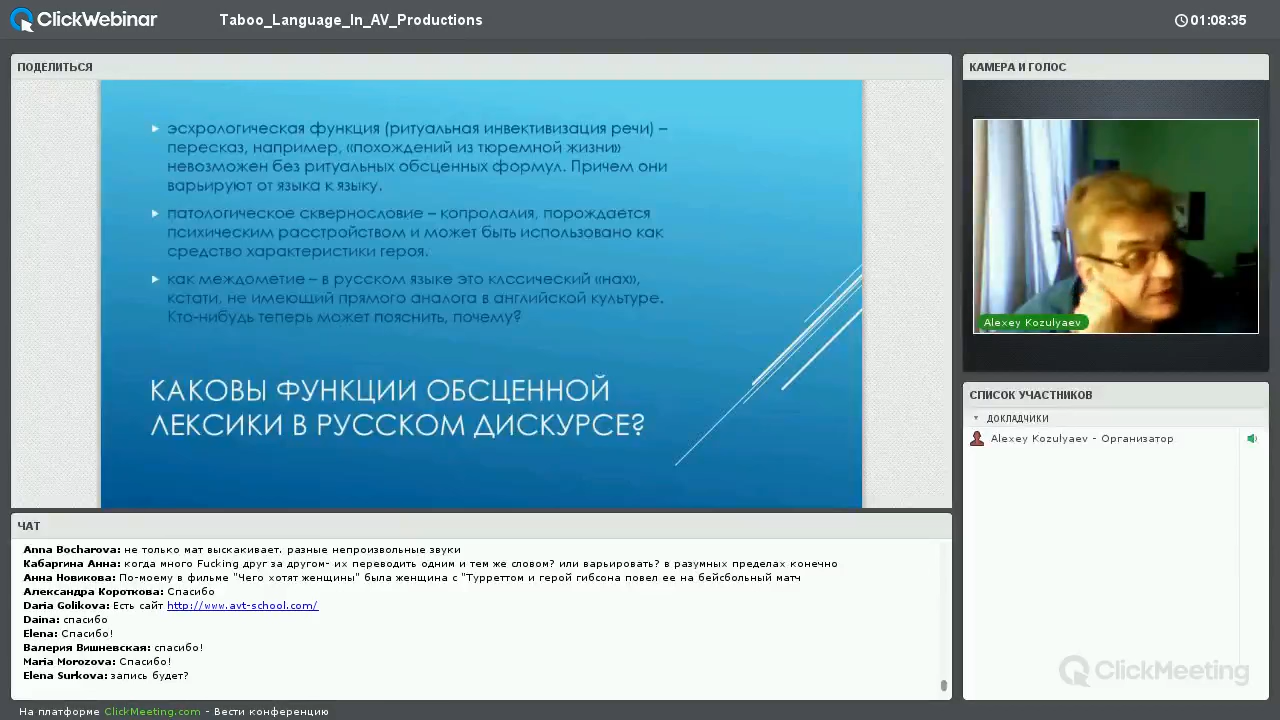 ClickWebinar
Taboo_Language_In_AV_Productions
01:08:35
ПОДЕЛИТЬСЯ
эсхрологическая функция (ритуальная инвективизация речи) –
пересказ, например, «похождений из тюремной жизни»
невозможен без ритуальных обсценных формул. Причем они
варьируют от языка к языку.
патологическое сквернословие – копролалия, порождается
психическим расстройством и может быть использовано как
средство характеристики героя.
как междометие – в русском языке это клссический «нах»,
кстати, не имеющий прямого аналога в английской культуре.
Кто-нибудь теперь может пояснить, почему?
КАКОВЫ ФУНКЦИИ ОБСЦЕННОЙ
ЛЕКСИКИ В РУССКОМ ДИСКУРСЕ?
КАМЕРА И ГОЛОС
Alexey Kozulyaev
СПИСОК УЧАСТНИКОВ
ДОКЛАДЧИКИ
Alexey Kozulyaev - Организатор
ClickMeeting
ЧАТ
Anna Bocharova: не только мат выскакивает. разные непроизвольные звуки
Кабаргина Анна: когда много Fucking друг за другом- их переводить одним и тем же словом? или варьировать? в разумных пределах конечно
Анна Новикова: По-моему в фильме "Чего хотят женщины" была женщина с "Турреттом и герой гибсона повел ее на бейсбольный матч
Александра Короткова: Спасибо
Daria Golikova: Есть сайт http://www.avt-school.com/
Daina: спасибо
Elena: Спасибо!
Валерия Вишневская: спасибо!
Maria Morozova: Спасибо!
Elena Surkova: запись будет?
На платформе ClickMeeting.com - Вести конференцию